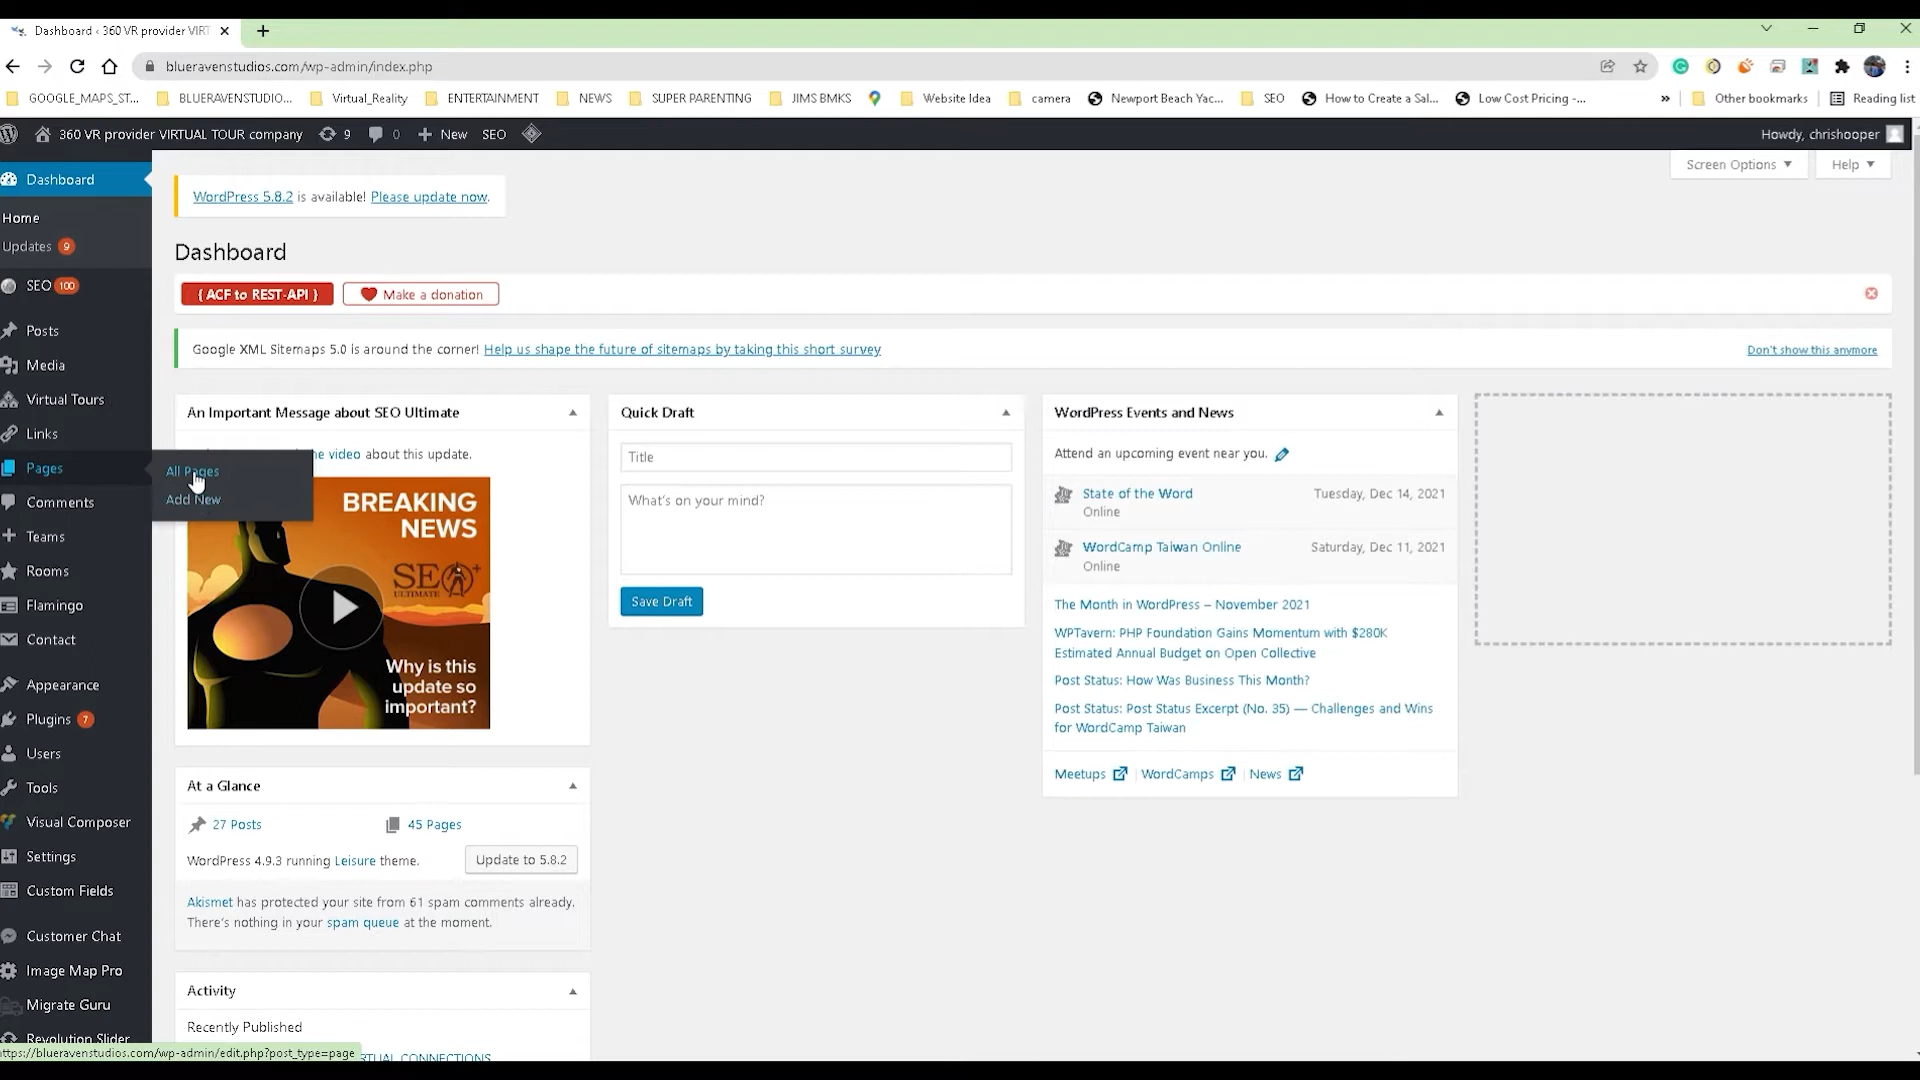 Dashboard ‹ 360 VR provider VIRT
blueravenstudios.com/wp-admin/index.php
GOOGLE_MAPS_ST...
BLUERAVENSTUDIO...
Virtual_Reality
ENTERTAINMENT
NEWS
SUPER PARENTING
JIMS BMKS
Website Idea
camera
Newport Beach Yac...
SEO
How to Create a Sal...
Low Cost Pricing -...
»
Other bookmarks
Reading list
360 VR provider VIRTUAL TOUR company
9
0
New
SEO
Howdy, chrishooper
Screen Options
Help
Dashboard
Home
Updates 9
SEO 100
Posts
Media
Virtual Tours
Links
Pages
All Pages
Add New
Comments
Teams
Rooms
Flamingo
Contact
Appearance
Plugins 7
Users
Tools
Visual Composer
Settings
Custom Fields
Customer Chat
Image Map Pro
Migrate Guru
Revolution Slider
WordPress 5.8.2 is available! Please update now.
Dashboard
{ ACF to REST-API }
Make a donation
Google XML Sitemaps 5.0 is around the corner! Help us shape the future of sitemaps by taking this short survey
Don't show this anymore
An Important Message about SEO Ultimate
video about this update.
BREAKING
NEWS
SEO+
ULTIMATE
Why is this
update so
important?
At a Glance
27 Posts
45 Pages
WordPress 4.9.3 running Leisure theme.
Update to 5.8.2
Akismet has protected your site from 61 spam comments already.
There's nothing in your spam queue at the moment.
Activity
Recently Published
VIRTUAL CONNECTIONS
Quick Draft
Title
What's on your mind?
Save Draft
WordPress Events and News
Attend an upcoming event near you.
State of the Word
Tuesday, Dec 14, 2021
Online
WordCamp Taiwan Online
Saturday, Dec 11, 2021
Online
The Month in WordPress – November 2021
WPTavern: PHP Foundation Gains Momentum with $280K
Estimated Annual Budget on Open Collective
Post Status: How Was Business This Month?
Post Status: Post Status Excerpt (No. 35) — Challenges and Wins
for WordCamp Taiwan
Meetups
WordCamps
News
https://blueravenstudios.com/wp-admin/edit.php?post_type=page